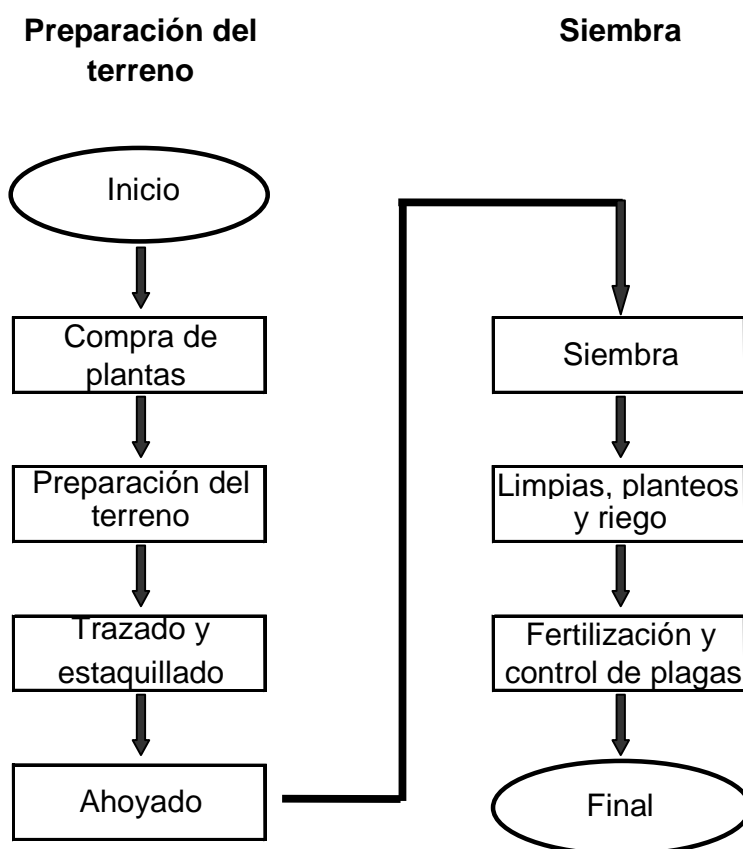 Preparación del
terreno
Inicio
Compra de
plantas
Preparación del
terreno
Trazado y
estaquillado
Ahoyado
Siembra
Siembra
Limpias, planteos
y riego
Fertilización y
control de plagas
Final